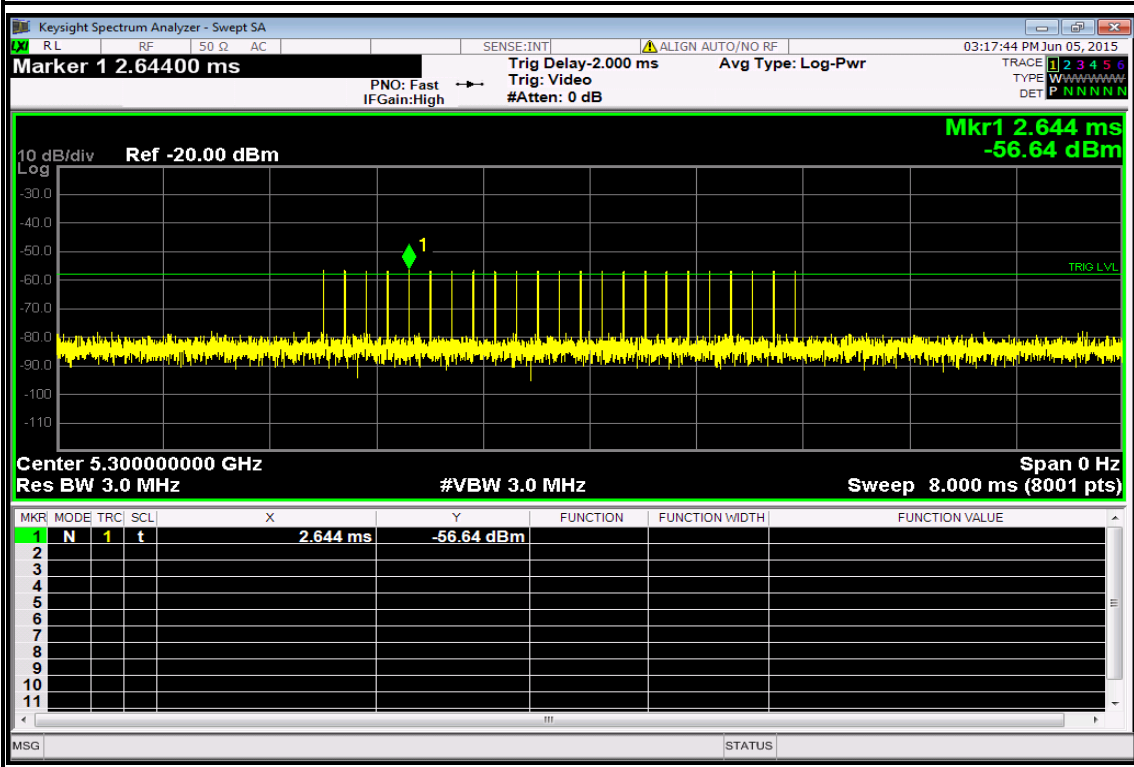 Keysight Spectrum Analyzer - Swept SA
LXI RL RF 50 Ω AC SENSE:INT ALIGN AUTO/NO RF 03:17:44 PM Jun 05, 2015
Marker 1 2.64400 ms
PNO: Fast
IFGain:High
Trig Delay-2.000 ms
Trig: Video
#Atten: 0 dB
Avg Type: Log-Pwr
TRACE 1 2 3 4 5 6
TYPE W
DET P N N N N N
Mkr1 2.644 ms
-56.64 dBm
10 dB/div Ref -20.00 dBm
Log
-30.0
-40.0
-50.0
1
TRIG LVL
-60.0
-70.0
-80.0
-90.0
-100
-110
Center 5.300000000 GHz Span 0 Hz
Res BW 3.0 MHz #VBW 3.0 MHz Sweep 8.000 ms (8001 pts)
MKR MODE TRC SCL X Y FUNCTION FUNCTION WIDTH FUNCTION VALUE
1 N 1 t 2.644 ms -56.64 dBm
2
3
4
5
6
7
8
9
10
11
MSG STATUS